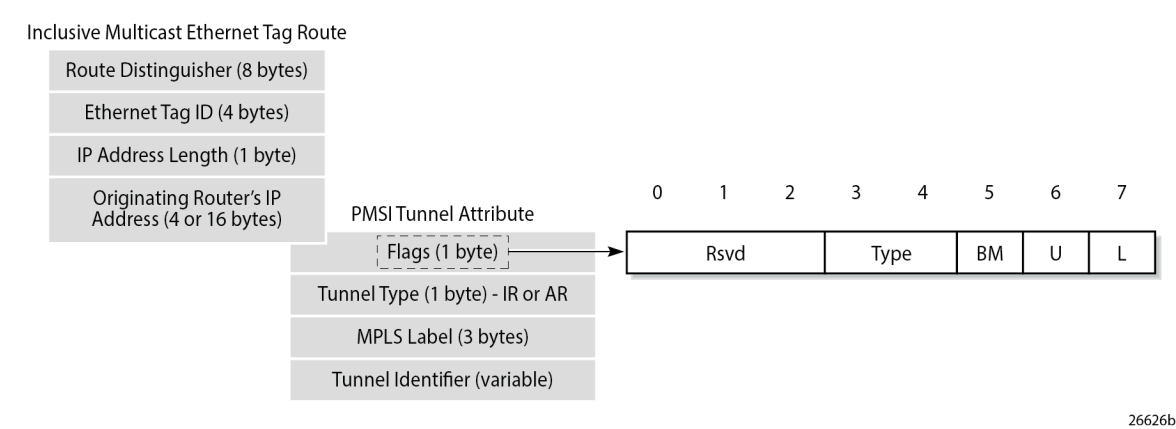 Inclusive Multicast Ethernet Tag Route
Route Distinguisher (8 bytes)
Ethernet Tag ID (4 bytes)
IP Address Length (1 byte)
Originating Router's IP
Address (4 or 16 bytes)
PMSI Tunnel Attribute
Flags (1 byte)
Tunnel Type (1 byte) - IR or AR
MPLS Label (3 bytes)
Tunnel Identifier (variable)
0 1 2 3 4 5 6 7
Rsvd Type BM U L
26626b